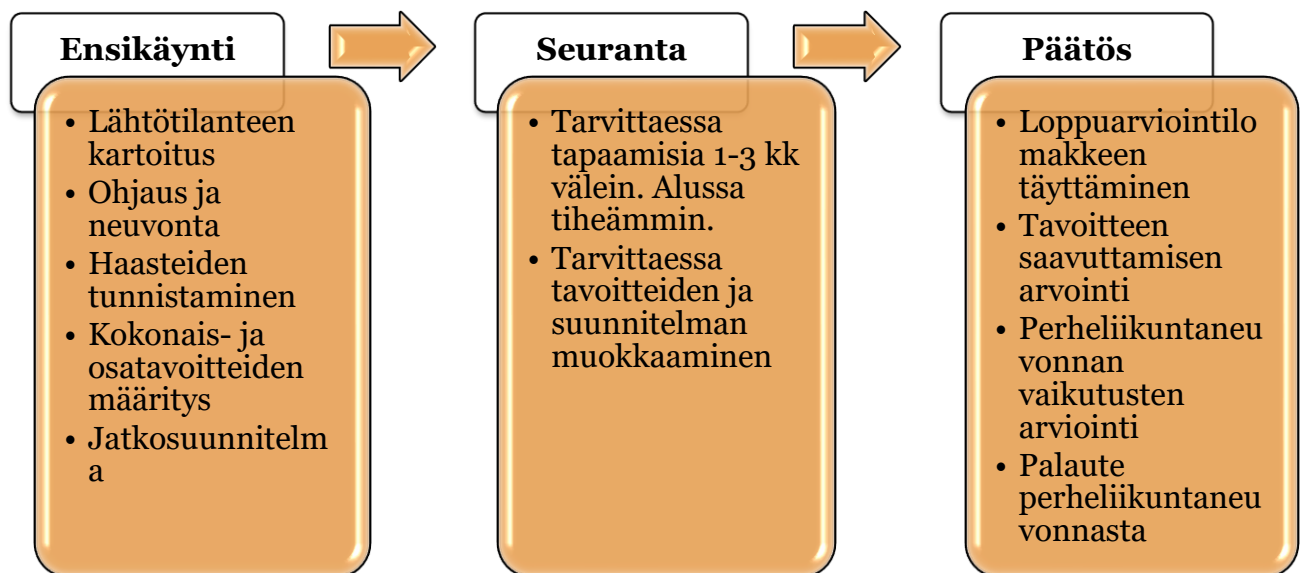 Ensikäynti
• Lähtötilanteen
kartoitus
• Ohjaus ja
neuvonta
• Haasteiden
tunnistaminen
• Kokonais- ja
osatavoitteiden
määritys
• Jatkosuunnitelm
a
Seuranta
• Tarvittaessa
tapaamisia 1-3 kk
välein. Alussa
tiheämmin.
• Tarvittaessa
tavoitteiden ja
suunnitelman
muokkaaminen
Päätös
• Loppuarviointilo
makkeen
täyttäminen
• Tavoitteen
saavuttamisen
arvointi
• Perheliikuntaneu
vonnan
vaikutusten
arviointi
• Palaute
perheliikuntaneu
vonnasta